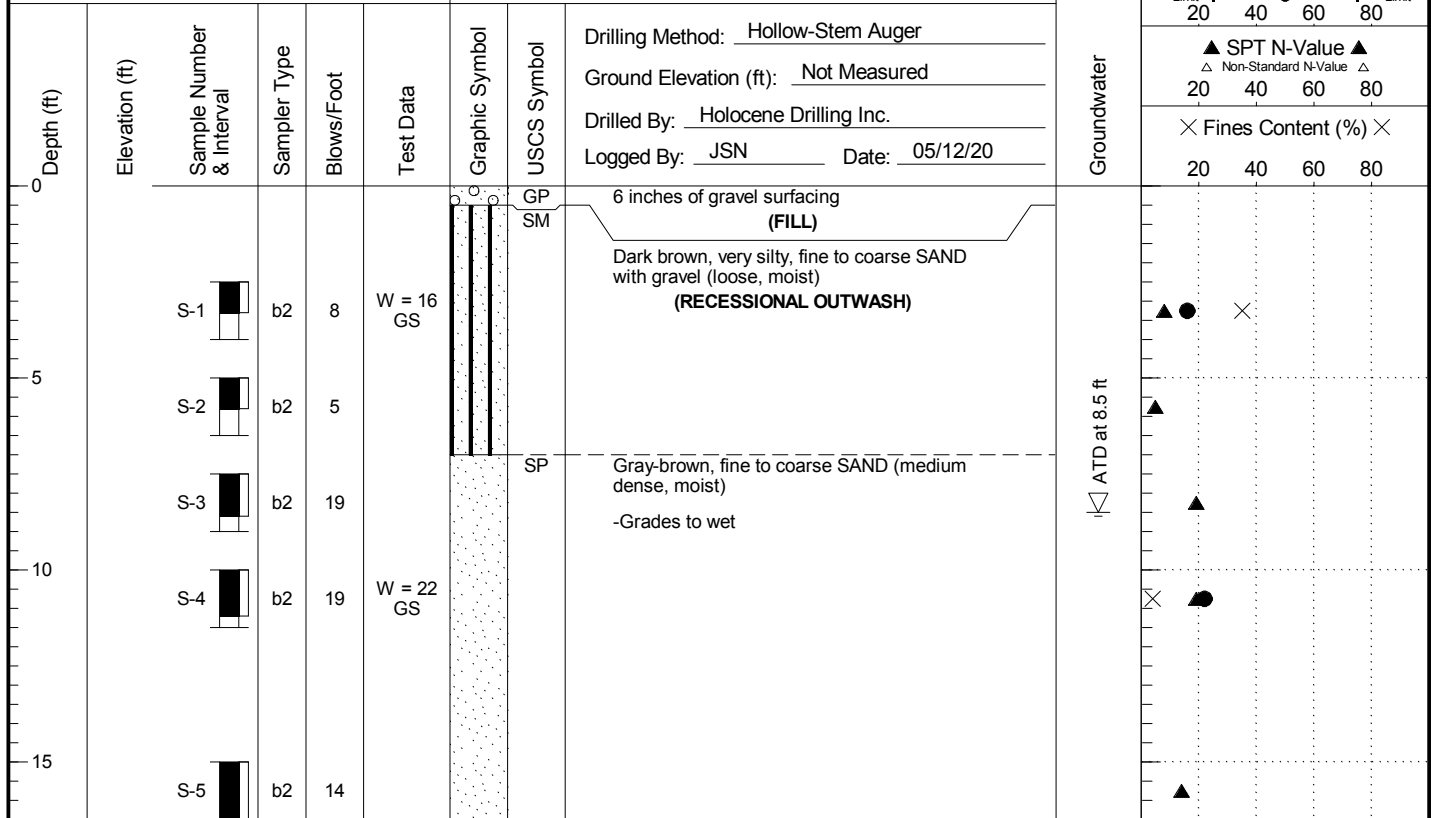 Drilling Method: Hollow-Stem Auger
Ground Elevation (ft): Not Measured
Drilled By: Holocene Drilling Inc.
Logged By: JSN Date: 05/12/20
Depth (ft)
Elevation (ft)
Sample Number
& Interval
Sampler Type
Blows/Foot
Test Data
Graphic Symbol
USCS Symbol
Groundwater
20 40 60 80
▲ SPT N-Value ▲
△ Non-Standard N-Value △
20 40 60 80
× Fines Content (%) ×
20 40 60 80
0
GP 6 inches of gravel surfacing
SM (FILL)
Dark brown, very silty, fine to coarse SAND
with gravel (loose, moist)
(RECESSIONAL OUTWASH)
S-1 b2 8 W = 16
GS
5
S-2 b2 5
ATD at 8.5 ft
SP Gray-brown, fine to coarse SAND (medium
dense, moist)
S-3 b2 19
-Grades to wet
10
S-4 b2 19 W = 22
GS
15
S-5 b2 14